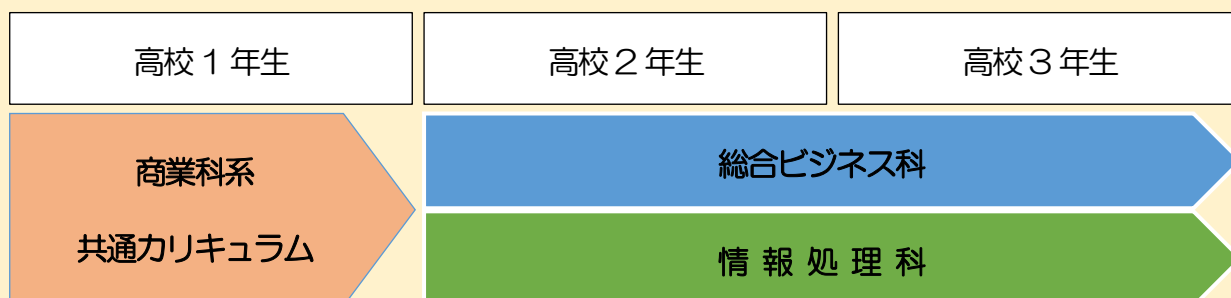 高校１年生
高校２年生
高校３年生
商業科系
共通カリキュラム
総合ビジネス科
情 報 処 理 科